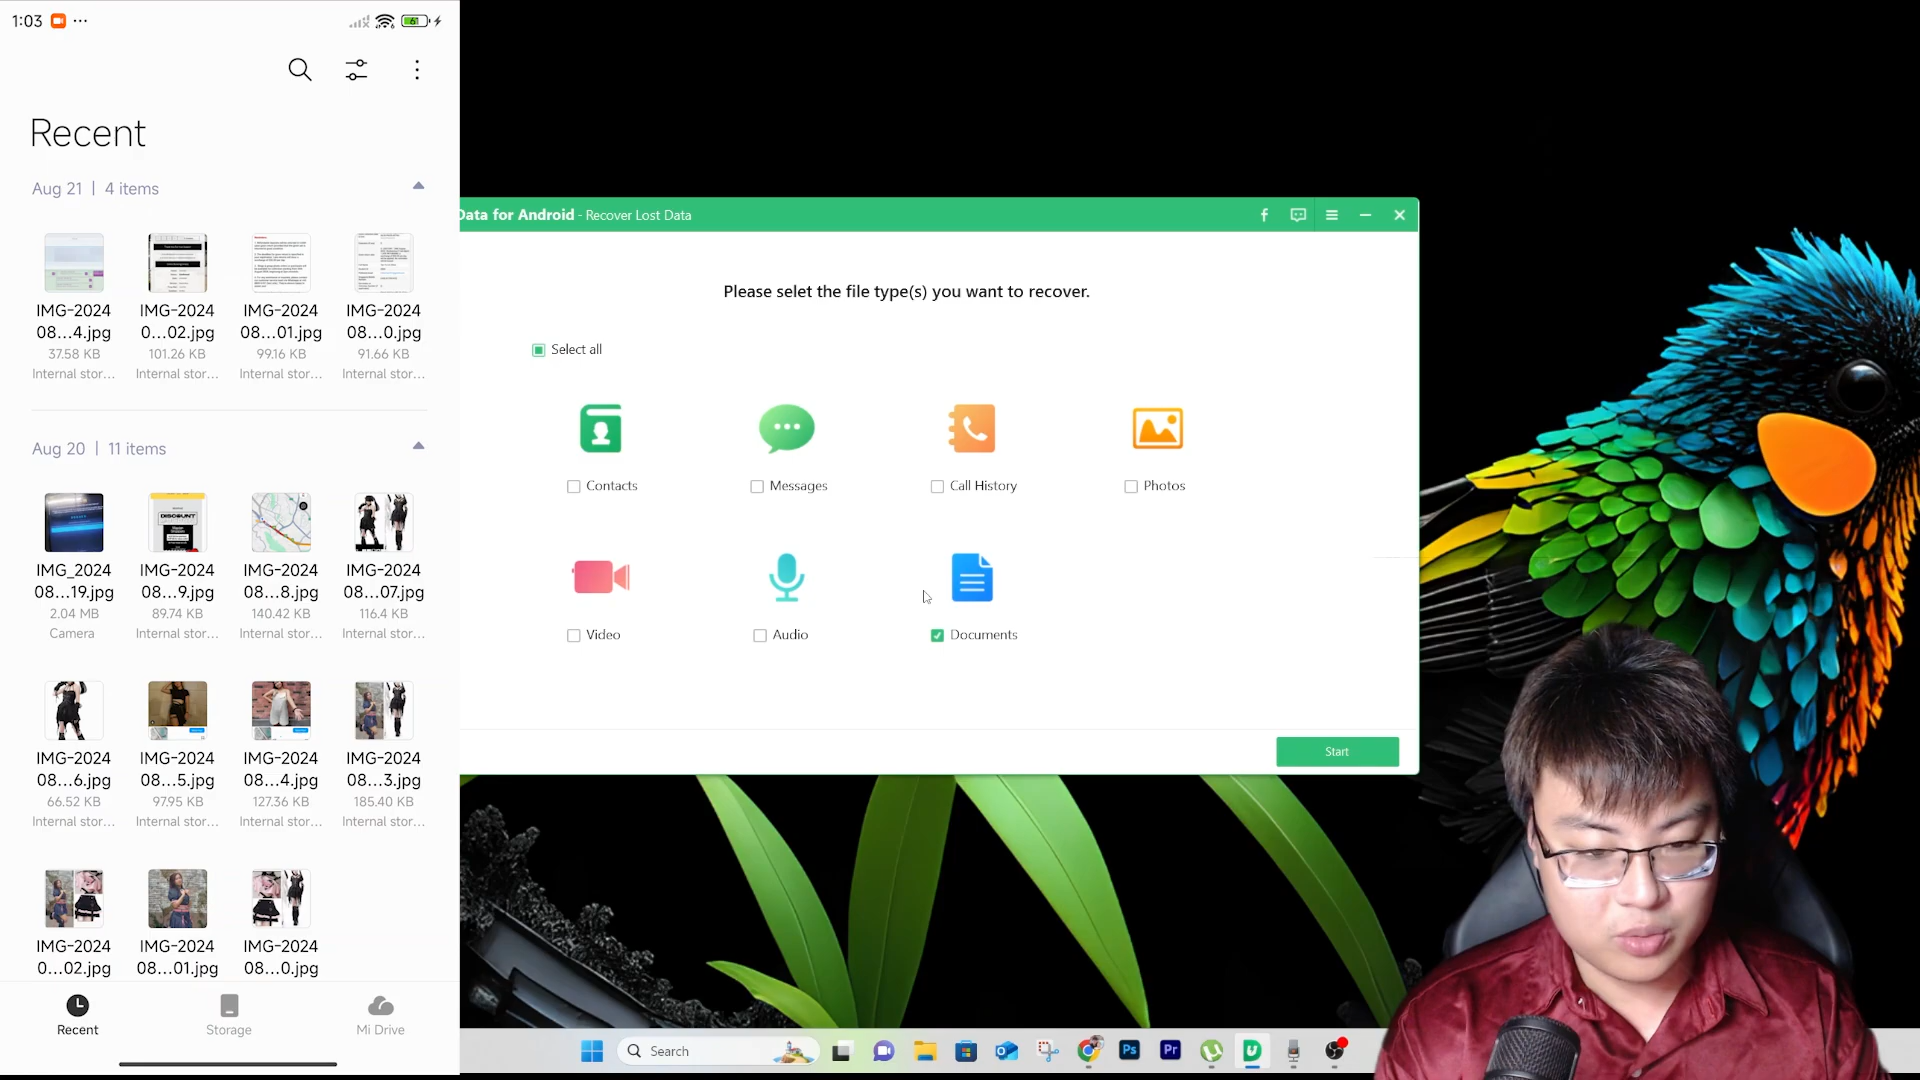 1:03
61
Recent
Aug 21 | 4 items
IMG-2024 08...4.jpg 37.58 KB Internal stor...
IMG-2024 0...02.jpg 101.26 KB Internal stor...
IMG-2024 08...01.jpg 99.16 KB Internal stor...
IMG-2024 08...0.jpg 91.66 KB Internal stor...
Aug 20 | 11 items
IMG_2024 08...19.jpg 2.04 MB Camera
IMG-2024 08...9.jpg 89.74 KB Internal stor...
IMG-2024 08...8.jpg 140.42 KB Internal stor...
IMG-2024 08...07.jpg 116.4 KB Internal stor...
IMG-2024 08...6.jpg 66.52 KB Internal stor...
IMG-2024 08...5.jpg 97.95 KB Internal stor...
IMG-2024 08...4.jpg 127.36 KB Internal stor...
IMG-2024 08...3.jpg 185.40 KB Internal stor...
IMG-2024 0...02.jpg
IMG-2024 08...01.jpg
IMG-2024 08...0.jpg
Recent
Storage
Mi Drive
Data for Android - Recover Lost Data
Please selet the file type(s) you want to recover.
Select all
Contacts
Messages
Call History
Photos
Video
Audio
Documents
Start
Search
Ps
Pr
DISCOUNT